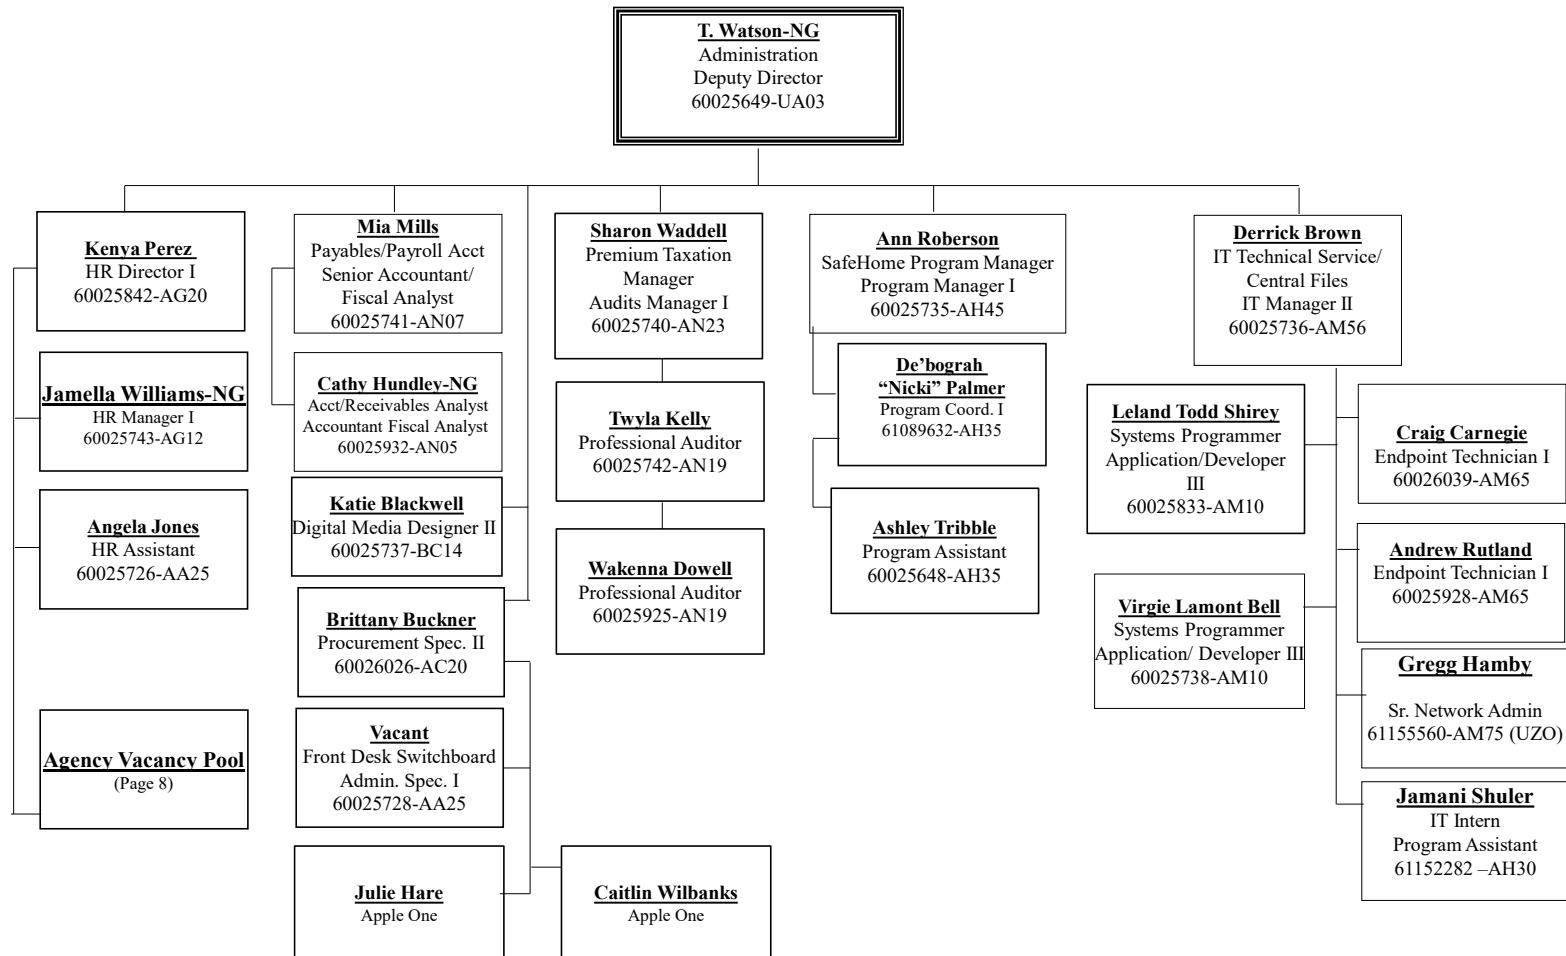 T. Watson-NG
Administration
Deputy Director
60025649-UA03
Kenya Perez
HR Director I
60025842-AG20
Jamella Williams-NG
HR Manager I
60025743-AG12
Angela Jones
HR Assistant
60025726-AA25
Agency Vacancy Pool
(Page 8)
Mia Mills
Payables/Payroll Acct
Senior Accountant/
Fiscal Analyst
60025741-AN07
Cathy Hundley-NG
Acct/Receivables Analyst
Accountant Fiscal Analyst
60025932-AN05
Katie Blackwell
Digital Media Designer II
60025737-BC14
Brittany Buckner
Procurement Spec. II
60026026-AC20
Vacant
Front Desk Switchboard
Admin. Spec. I
60025728-AA25
Julie Hare
Apple One
Caitlin Wilbanks
Apple One
Sharon Waddell
Premium Taxation
Manager
Audits Manager I
60025740-AN23
Twyla Kelly
Professional Auditor
60025742-AN19
Wakenna Dowell
Professional Auditor
60025925-AN19
Ann Roberson
SafeHome Program Manager
Program Manager I
60025735-AH45
De’bograh
“Nicki” Palmer
Program Coord. I
61089632-AH35
Ashley Tribble
Program Assistant
60025648-AH35
Derrick Brown
IT Technical Service/
Central Files
IT Manager II
60025736-AM56
Leland Todd Shirey
Systems Programmer
Application/Developer
III
60025833-AM10
Virgie Lamont Bell
Systems Programmer
Application/ Developer III
60025738-AM10
Craig Carnegie
Endpoint Technician I
60026039-AM65
Andrew Rutland
Endpoint Technician I
60025928-AM65
Gregg Hamby
Sr. Network Admin
61155560-AM75 (UZO)
Jamani Shuler
IT Intern
Program Assistant
61152282 –AH30